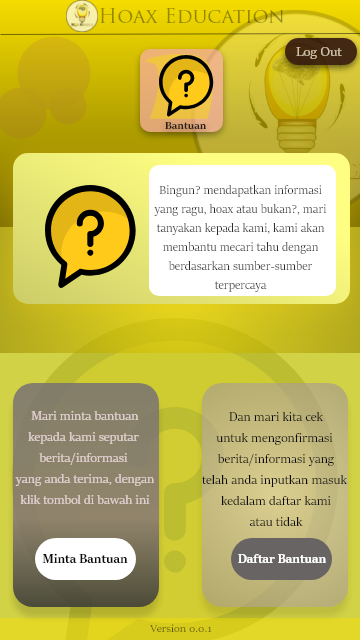 Hoax Education
Log Out
Bantuan
Bingun? mendapatkan informasi
yang ragu, hoax atau bukan?, mari
tanyakan kepada kami, kami akan
membantu mecari tahu dengan
berdasarkan sumber-sumber
terpercaya
Mari minta bantuan
kepada kami seputar
berita/informasi
yang anda terima, dengan
klik tombol di bawah ini
Minta Bantuan
Dan mari kita cek
untuk mengonfirmasi
berita/informasi yang
telah anda inputkan masuk
kedalam daftar kami
atau tidak
Daftar Bantuan
Version 0.0.1